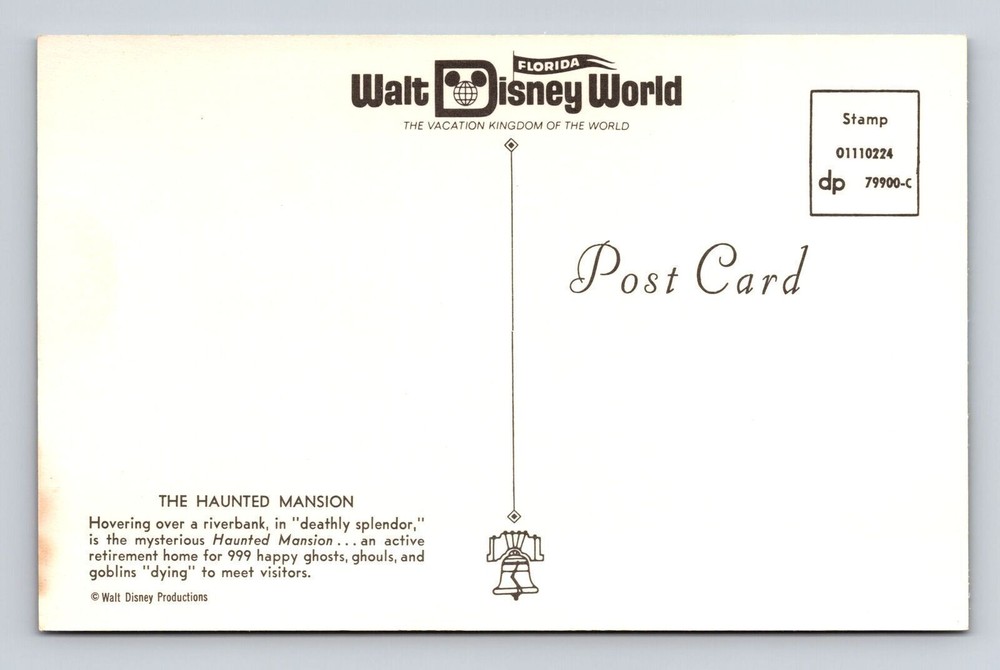 FLORIDA
Walt Disney World
THE VACATION KINGDOM OF THE WORLD
Stamp
01110224
dp 79900-C
Post Card
THE HAUNTED MANSION
Hovering over a riverbank, in "deathly splendor,"
is the mysterious Haunted Mansion...an active
retirement home for 999 happy ghosts, ghouls, and
goblins "dying" to meet visitors.
© Walt Disney Productions